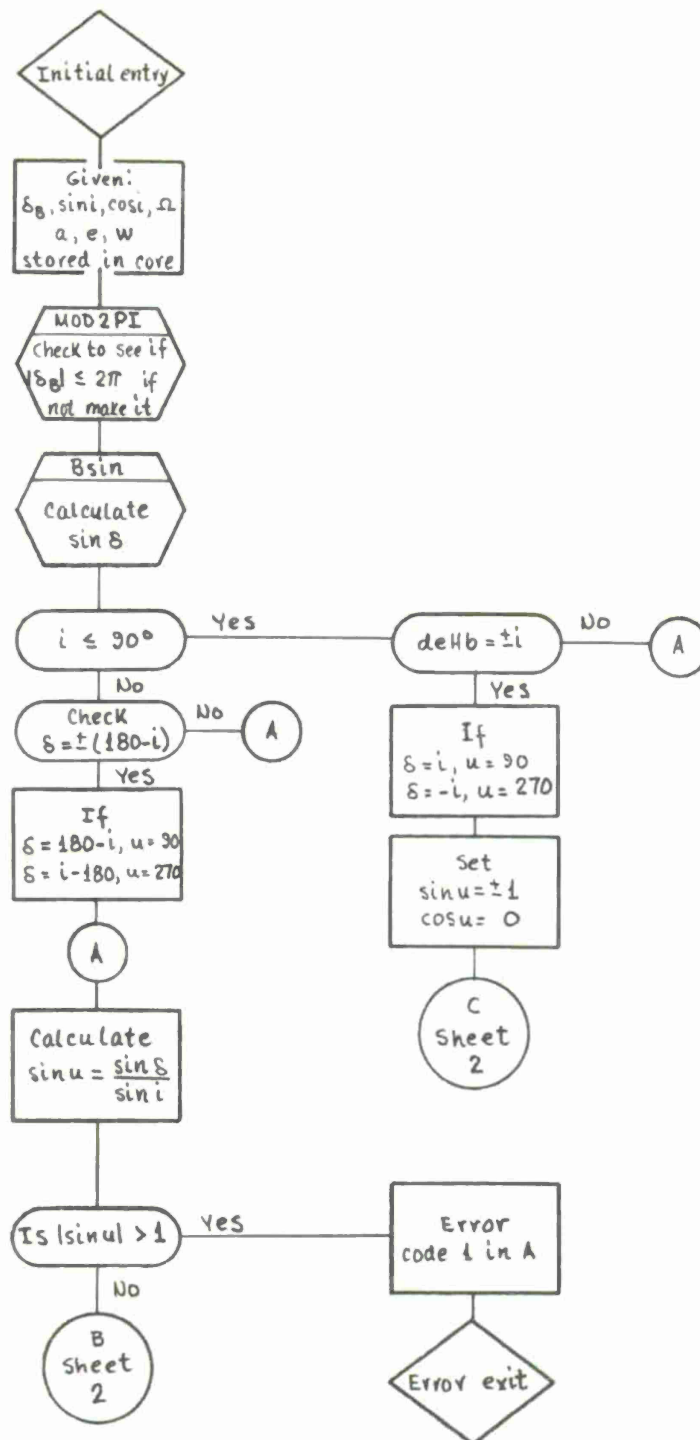 Initial entry
Given:
δB, sini, cosi, Ω
a, e, w
stored in core
MOD2PI
Check to see if
|δB| ≤ 2π if
not make it
Bsin
Calculate
sin δ
i ≤ 90°
Yes
deltb = ±i
No
A
No
Yes
Check
δ = ±(180-i)
No
A
If
δ = i, u = 90
δ = -i, u = 270
Yes
If
δ = 180-i, u = 90
δ = i-180, u = 270
Set
sinu = ±1
cosu = 0
A
C
Sheet
2
Calculate
sinu = sinδ
sin i
Is |sinu| > 1
Yes
Error
code 1 in A
No
B
Sheet
2
Error exit